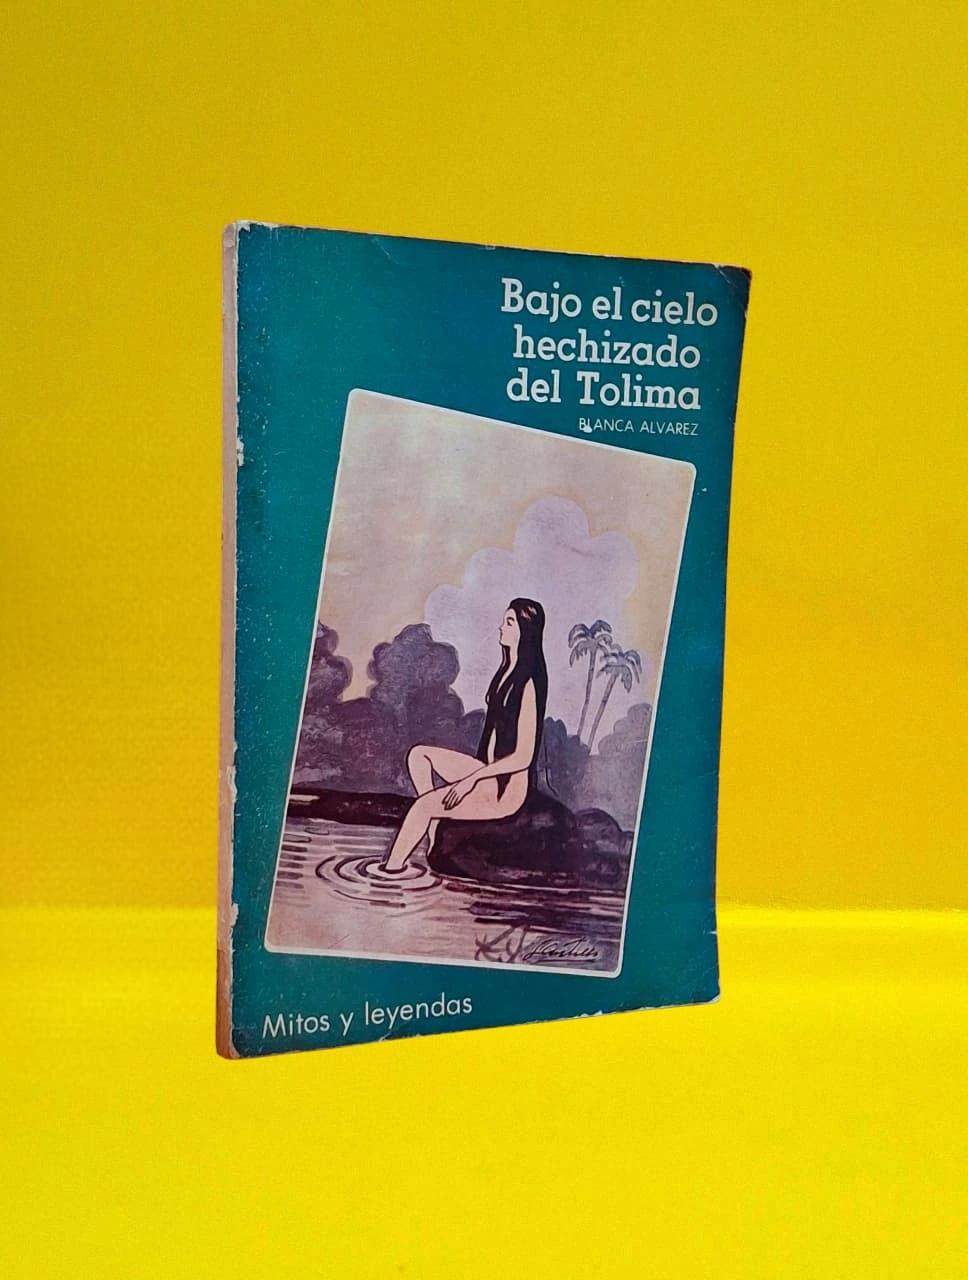 Bajo el cielo
hechizado
del Tolima
BLANCA ALVAREZ
Mitos y leyendas